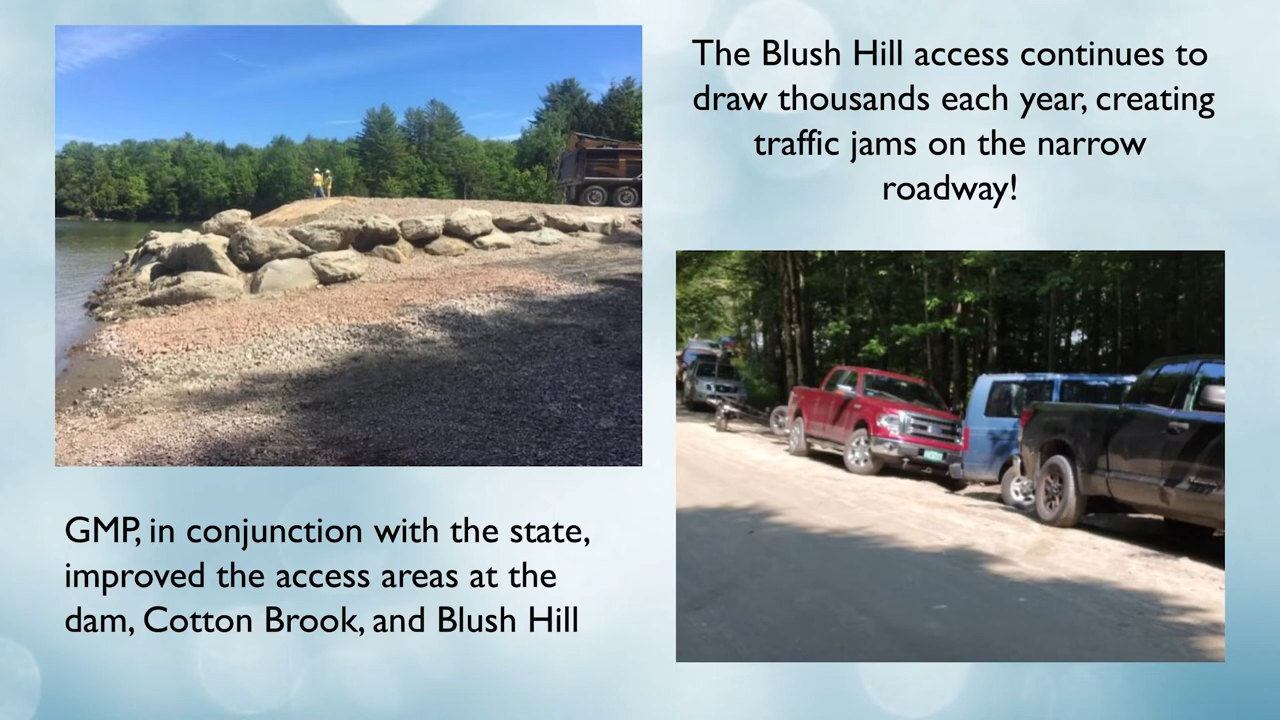 The Blush Hill access continues to
draw thousands each year, creating
traffic jams on the narrow
roadway!
GMP, in conjunction with the state,
improved the access areas at the
dam, Cotton Brook, and Blush Hill